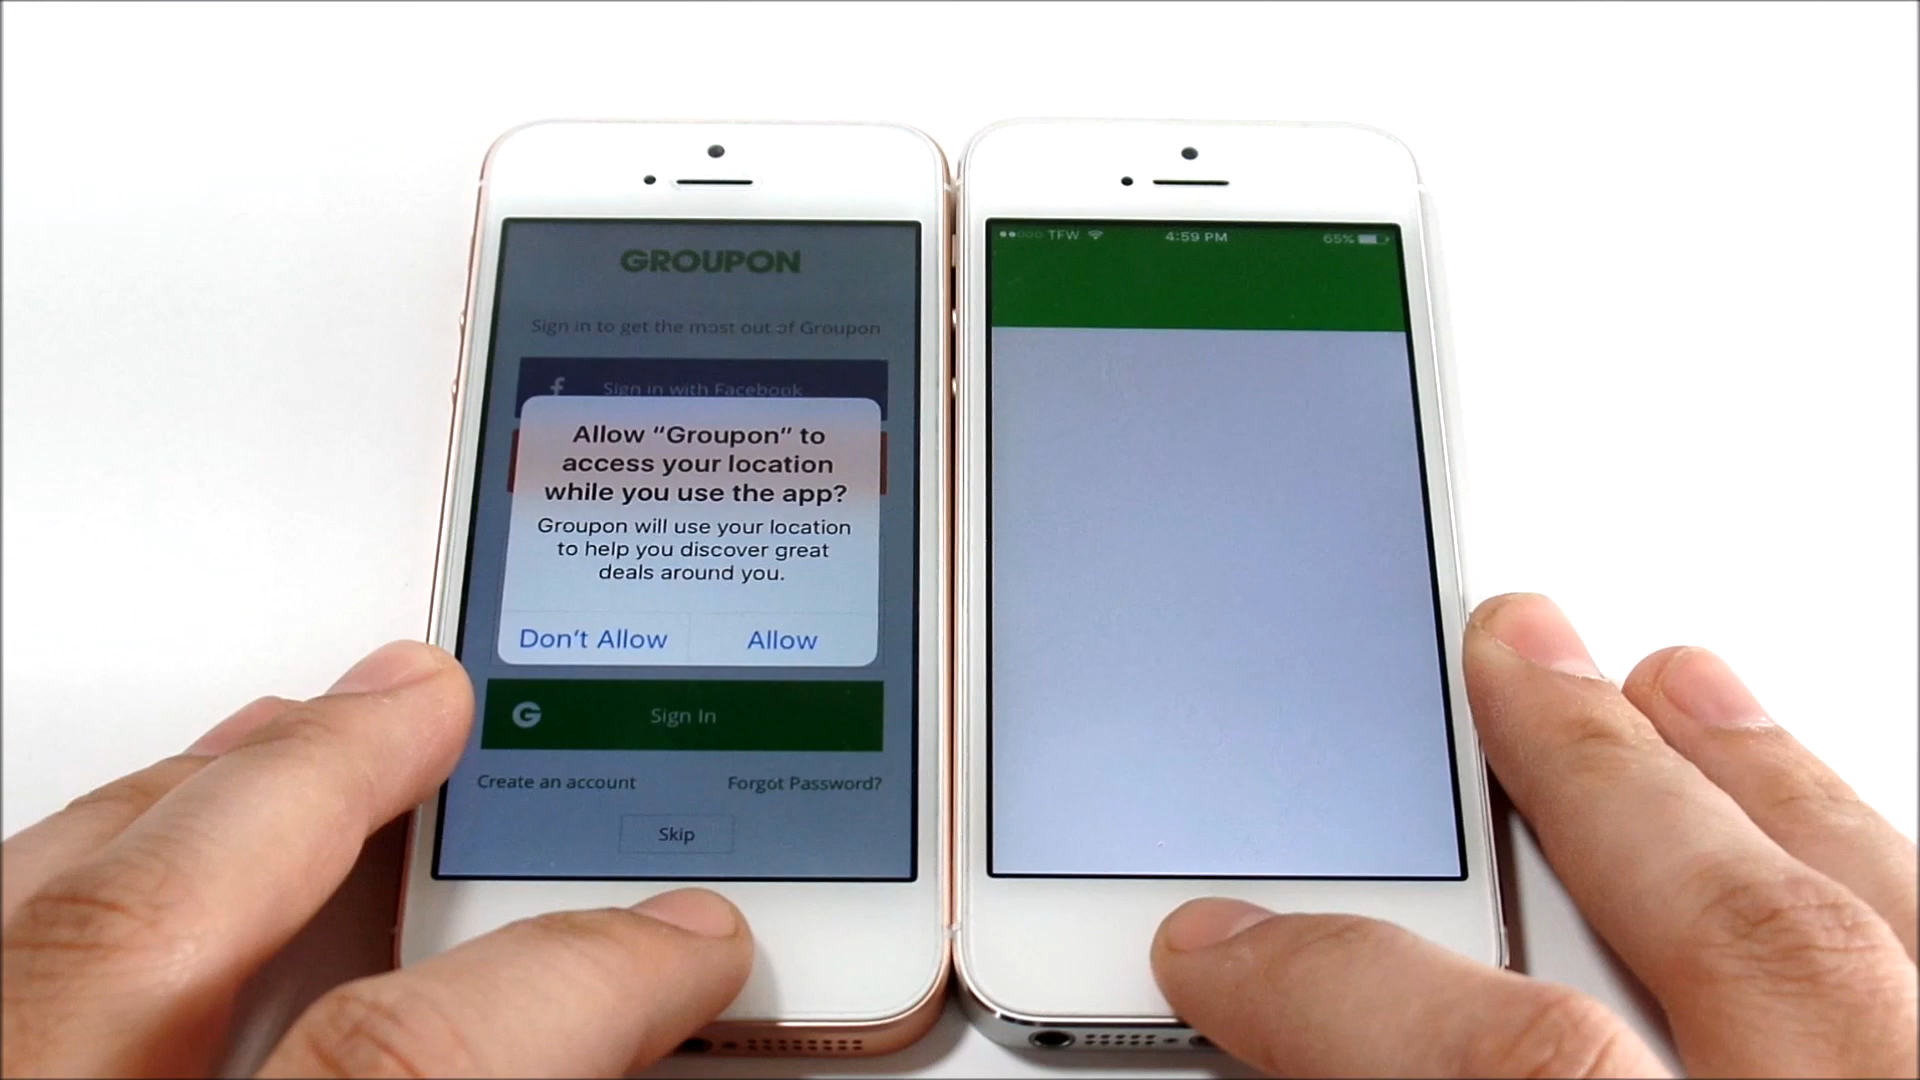 GROUPON
Sign in to get the most out of Groupon
f Sign in with Facebook
Allow “Groupon” to
access your location
while you use the app?
Groupon will use your location
to help you discover great
deals around you.
Don’t Allow Allow
G Sign In
Create an account Forgot Password?
Skip
TFW 4:59 PM 65%